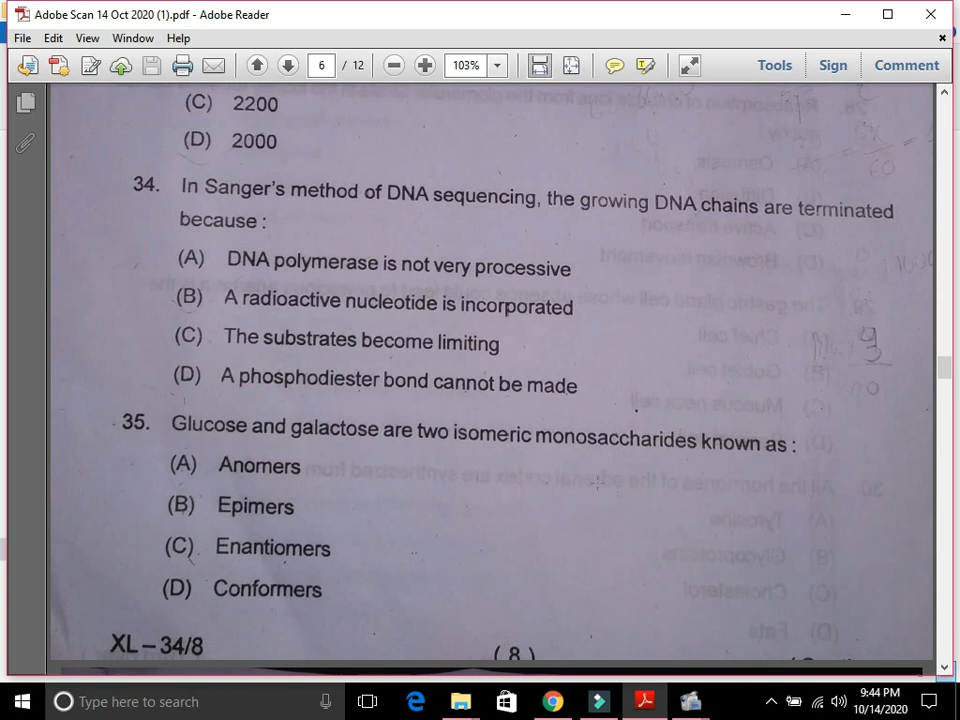 Adobe Scan 14 Oct 2020 (1).pdf - Adobe Reader
File Edit View Window Help
6 / 12 103% Tools Sign Comment
(C) 2200
(D) 2000
34. In Sanger's method of DNA sequencing, the growing DNA chains are terminated
because :
(A) DNA polymerase is not very processive
(B) A radioactive nucleotide is incorporated
(C) The substrates become limiting
(D) A phosphodiester bond cannot be made
35. Glucose and galactose are two isomeric monosaccharides known as :
(A) Anomers
(B) Epimers
(C) Enantiomers
(D) Conformers
XL – 34/8
( 8 )
Type here to search
9:44 PM
10/14/2020